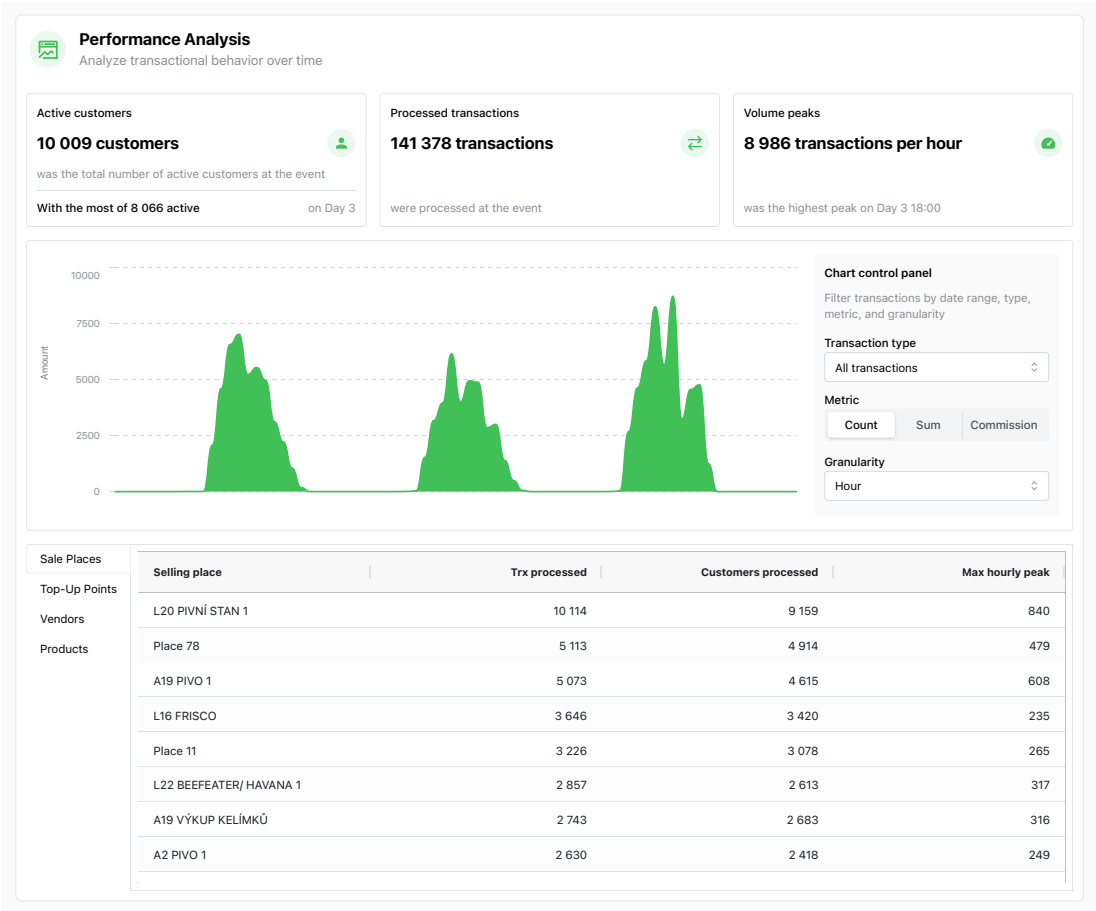 Performance Analysis
Analyze transactional behavior over time
Active customers
10 009 customers
was the total number of active customers at the event
With the most of 8 066 active on Day 3
Processed transactions
141 378 transactions
were processed at the event
Volume peaks
8 986 transactions per hour
was the highest peak on Day 3 18:00
Amount
10000
7500
5000
2500
0
Chart control panel
Filter transactions by date range, type,
metric, and granularity
Transaction type
All transactions
Metric
Count Sum Commission
Granularity
Hour
Sale Places
Top-Up Points
Vendors
Products
Selling place Trx processed Customers processed Max hourly peak
L20 PIVNÍ STAN 1 10 114 9 159 840
Place 78 5 113 4 914 479
A19 PIVO 1 5 073 4 615 608
L16 FRISCO 3 646 3 420 235
Place 11 3 226 3 078 265
L22 BEEFEATER/ HAVANA 1 2 857 2 613 317
A19 VÝKUP KELÍMKŮ 2 743 2 683 316
A2 PIVO 1 2 630 2 418 249